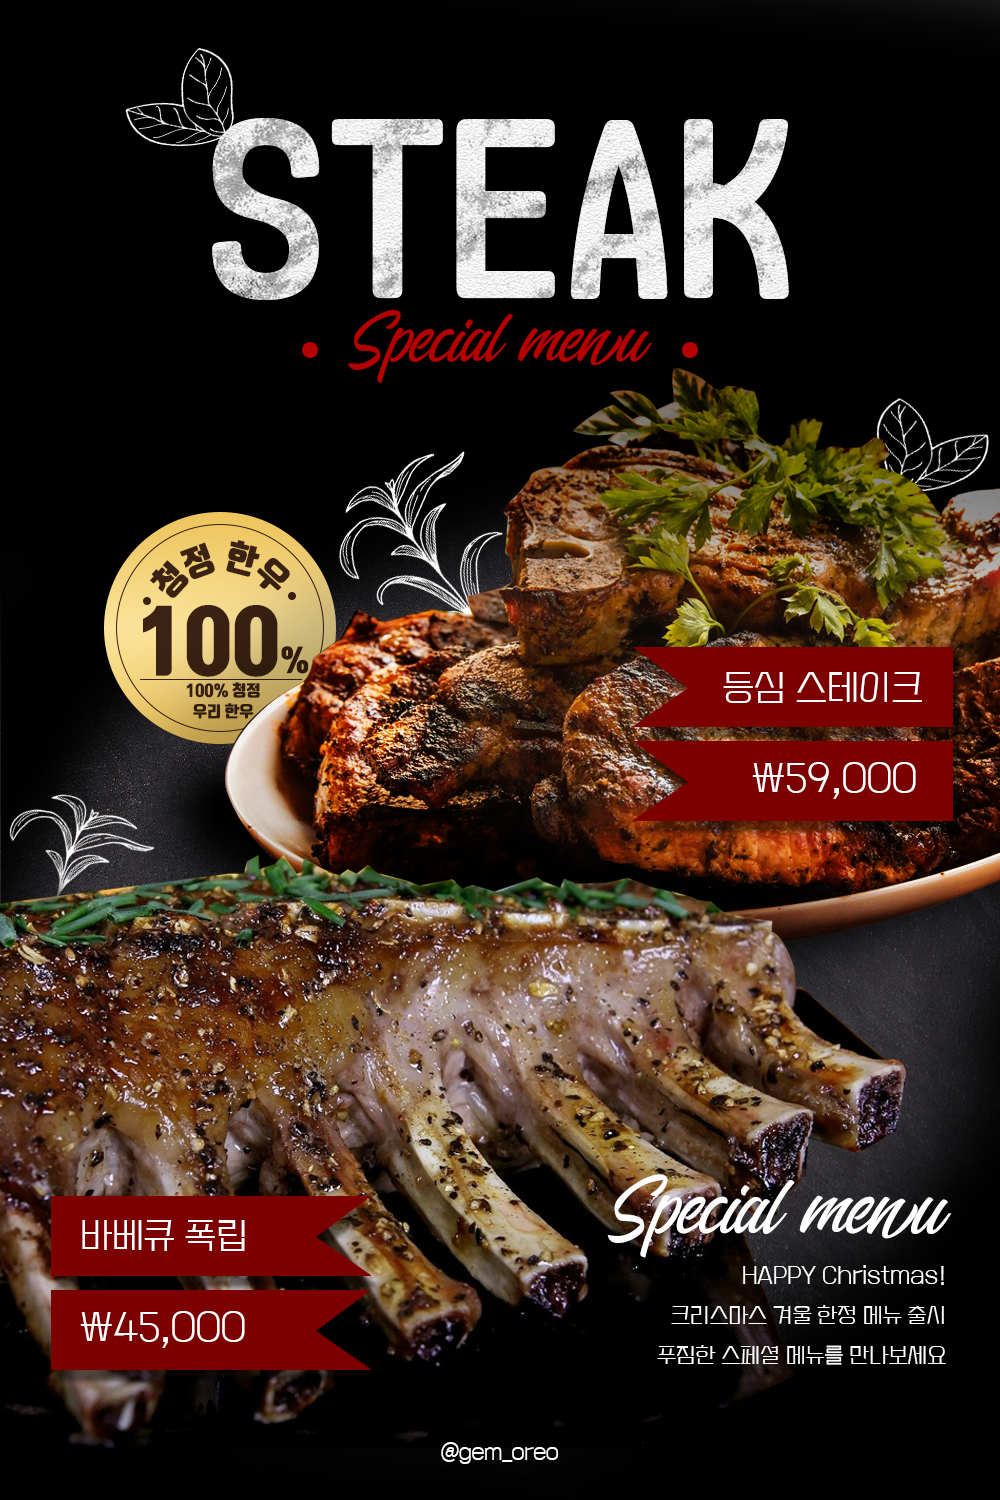 STEAK
Special menu
청정 한우
100%
100% 청정
우리 한우
등심 스테이크
₩59,000
바베큐 폭립
₩45,000
Special menu
HAPPY Christmas!
크리스마스 겨울 한정 메뉴 출시
푸짐한 스페셜 메뉴를 만나보세요
@gem_oreo